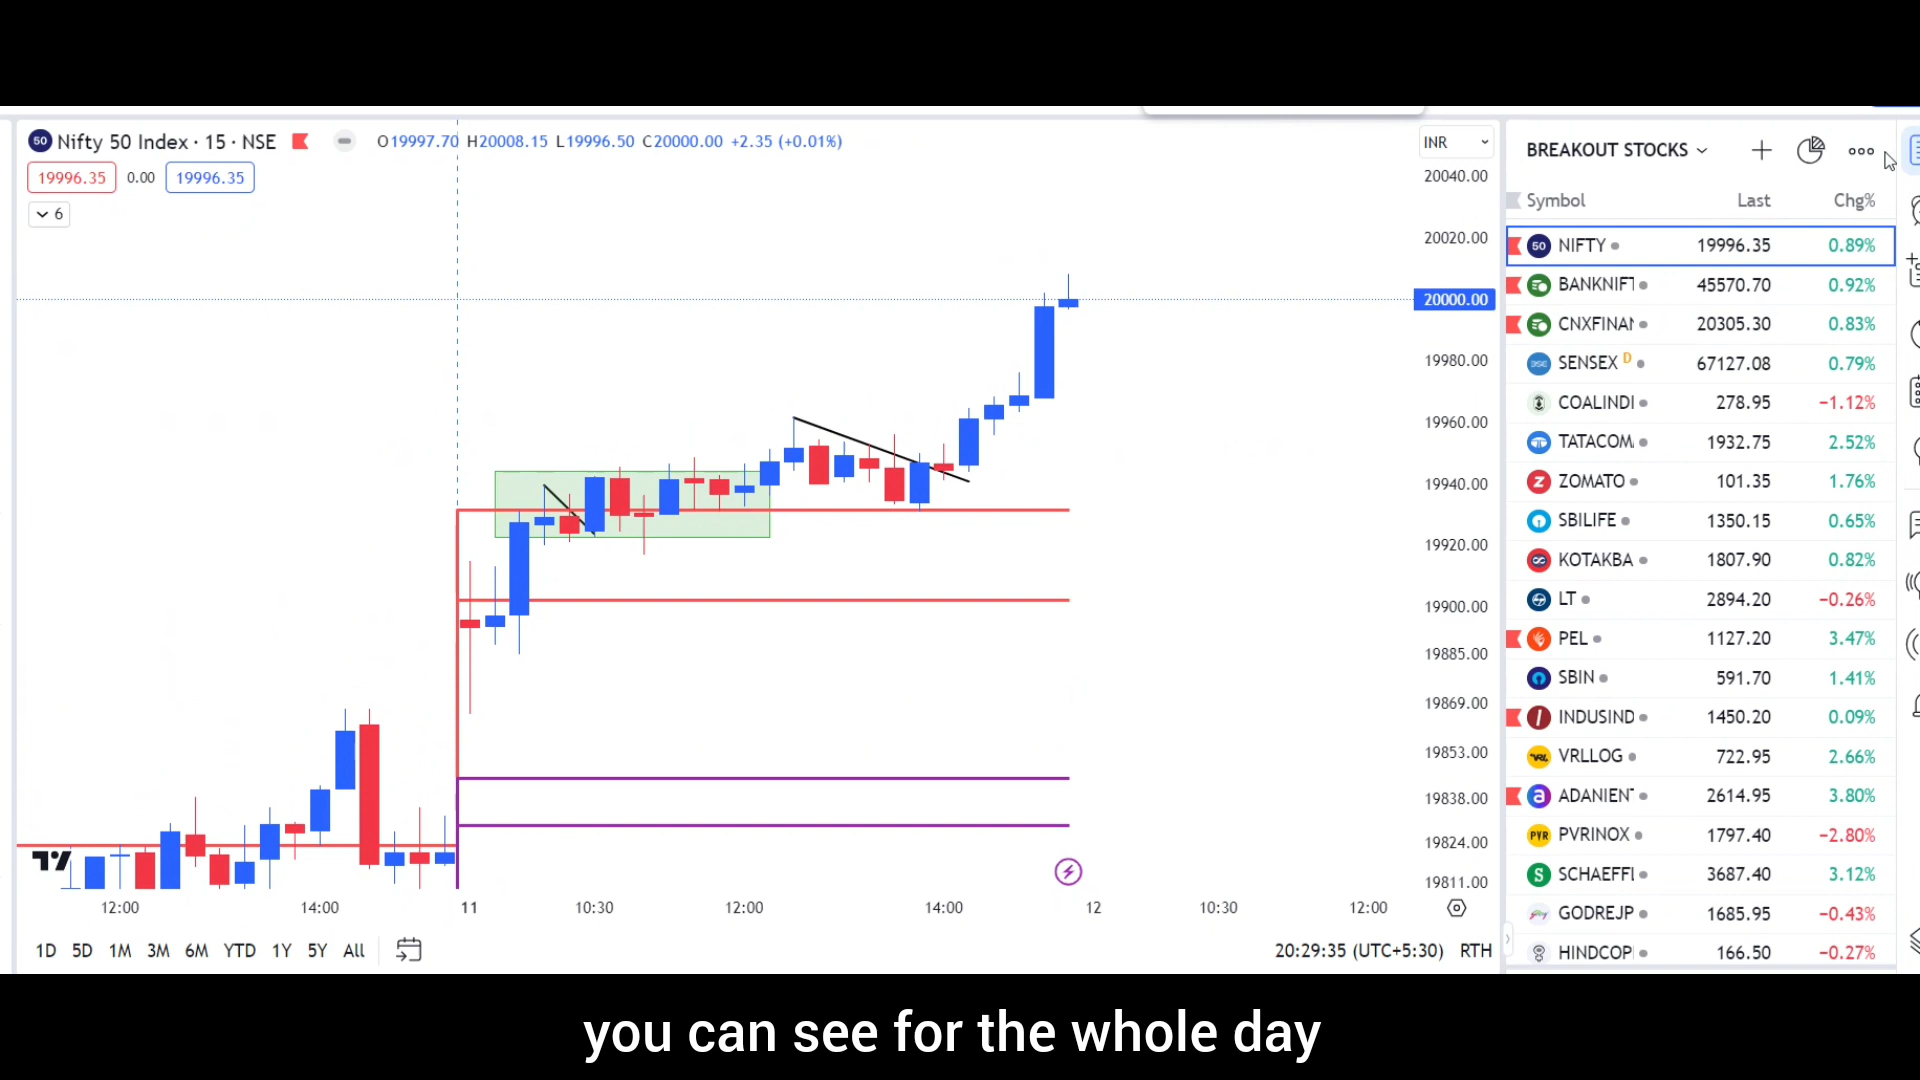 50 Nifty 50 Index · 15 · NSE O19997.70 H20008.15 L19996.50 C20000.00 +2.35 (+0.01%)
19996.35 0.00 19996.35
6
INR
20040.00
20020.00
20000.00
19980.00
19960.00
19940.00
19920.00
19900.00
19885.00
19869.00
19853.00
19838.00
19824.00
19811.00
12:00 14:00 11 10:30 12:00 14:00 12 10:30 12:00
1D 5D 1M 3M 6M YTD 1Y 5Y All
20:29:35 (UTC+5:30) RTH
BREAKOUT STOCKS
Symbol Last Chg%
50 NIFTY 19996.35 0.89%
BANKNIFT 45570.70 0.92%
CNXFINAN 20305.30 0.83%
SENSEX D 67127.08 0.79%
COALINDI 278.95 −1.12%
TATACOM 1932.75 2.52%
Z ZOMATO 101.35 1.76%
SBILIFE 1350.15 0.65%
KOTAKBA 1807.90 0.82%
LT 2894.20 −0.26%
PEL 1127.20 3.47%
SBIN 591.70 1.41%
INDUSIND 1450.20 0.09%
VRLLOG 722.95 2.66%
a ADANIENT 2614.95 3.80%
PVR PVRINOX 1797.40 −2.80%
S SCHAEFFL 3687.40 3.12%
GODREJP 1685.95 −0.43%
HINDCOP 166.50 −0.27%
you can see for the whole day